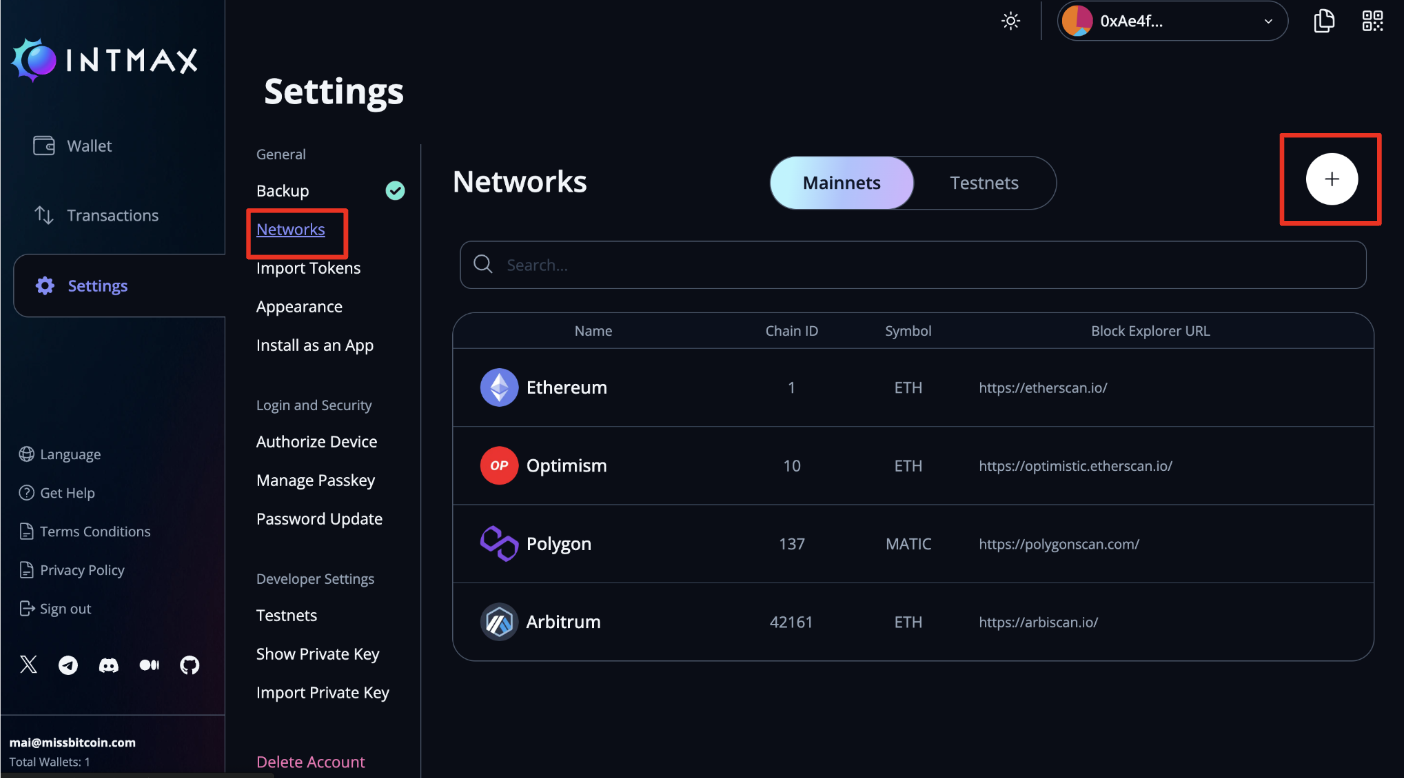 INTMAX
0xAe4f...
Settings
Wallet
Transactions
Settings
Language
Get Help
Terms Conditions
Privacy Policy
Sign out
mai@missbitcoin.com
Total Wallets: 1
General
Backup
Networks
Import Tokens
Appearance
Install as an App
Login and Security
Authorize Device
Manage Passkey
Password Update
Developer Settings
Testnets
Show Private Key
Import Private Key
Delete Account
Networks
Mainnets Testnets
+
Search...
Name Chain ID Symbol Block Explorer URL
Ethereum 1 ETH https://etherscan.io/
OP Optimism 10 ETH https://optimistic.etherscan.io/
Polygon 137 MATIC https://polygonscan.com/
Arbitrum 42161 ETH https://arbiscan.io/